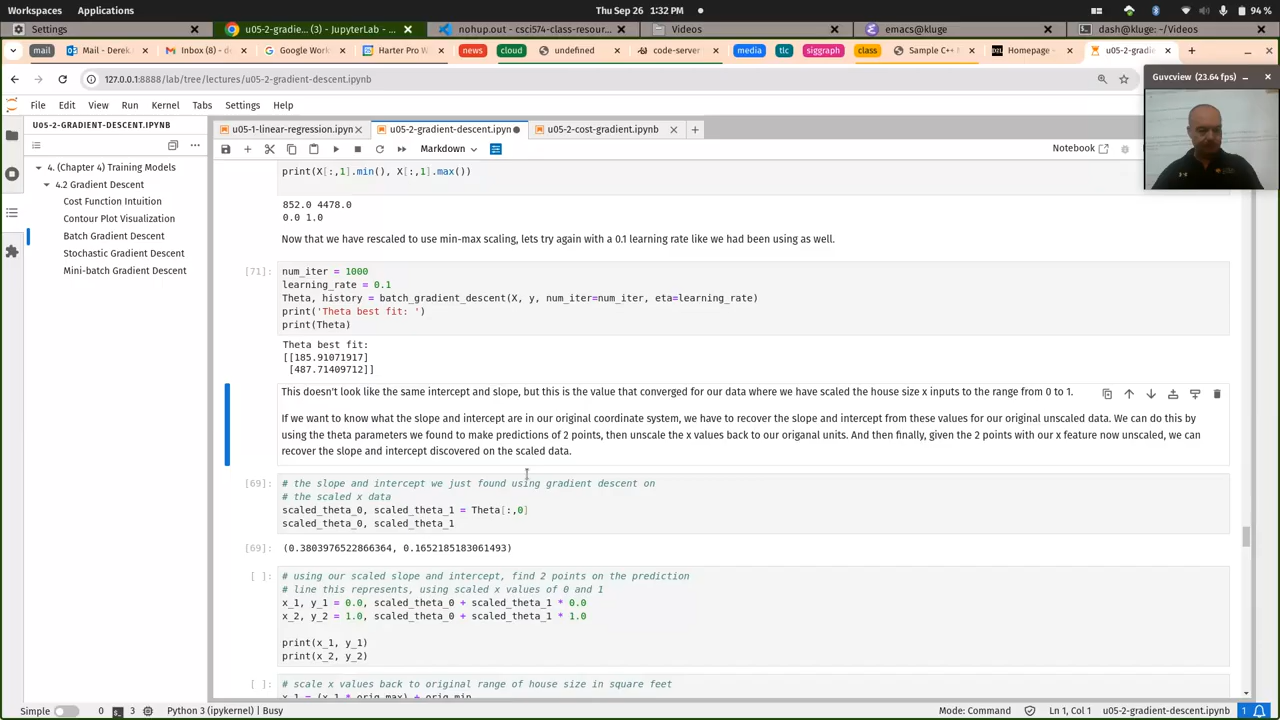 Workspaces Applications Thu Sep 26 1:32 PM 94 %
Settings u05-2-gradie... (3) - JupyterLab - ... nohup.out - csci574-class-resour... Videos emacs@kluge dash@kluge: ~/Videos
mail Mail - Derek. Inbox (8) - d Google Work Harter Pro W news cloud undefined code-server media tlc siggraph class Sample C++ Homepage - u05-2-gradi
127.0.0.1:8888/lab/tree/lectures/u05-2-gradient-descent.ipynb
Guvcview (23.64 fps)
File Edit View Run Kernel Tabs Settings Help
U05-2-GRADIENT-DESCENT.IPYNB
u05-1-linear-regression.ipyn u05-2-gradient-descent.ipyn u05-2-cost-gradient.ipynb
Markdown Notebook
4. (Chapter 4) Training Models
4.2 Gradient Descent
Cost Function Intuition
Contour Plot Visualization
Batch Gradient Descent
Stochastic Gradient Descent
Mini-batch Gradient Descent
print(X[:,1].min(), X[:,1].max())
852.0 4478.0
0.0 1.0
Now that we have rescaled to use min-max scaling, lets try again with a 0.1 learning rate like we had been using as well.
[71]: num_iter = 1000
learning_rate = 0.1
Theta, history = batch_gradient_descent(X, y, num_iter=num_iter, eta=learning_rate)
print('Theta best fit: ')
print(Theta)
Theta best fit:
[[185.91071917]
[487.71409712]]
This doesn't look like the same intercept and slope, but this is the value that converged for our data where we have scaled the house size x inputs to the range from 0 to 1.
If we want to know what the slope and intercept are in our original coordinate system, we have to recover the slope and intercept from these values for our original unscaled data. We can do this by
using the theta parameters we found to make predictions of 2 points, then unscale the x values back to our origanal units. And then finally, given the 2 points with our x feature now unscaled, we can
recover the slope and intercept discovered on the scaled data.
[69]: # the slope and intercept we just found using gradient descent on
# the scaled x data
scaled_theta_0, scaled_theta_1 = Theta[:,0]
scaled_theta_0, scaled_theta_1
[69]: (0.3803976522866364, 0.1652185183061493)
[ ]: # using our scaled slope and intercept, find 2 points on the prediction
# line this represents, using scaled x values of 0 and 1
x_1, y_1 = 0.0, scaled_theta_0 + scaled_theta_1 * 0.0
x_2, y_2 = 1.0, scaled_theta_0 + scaled_theta_1 * 1.0
print(x_1, y_1)
print(x_2, y_2)
[ ]: # scale x values back to original range of house size in square feet
x_1 = (x_1 * orig_max) + orig_min
Simple 0 3 Python 3 (ipykernel) | Busy Mode: Command Ln 1, Col 1 u05-2-gradient-descent.ipynb 1